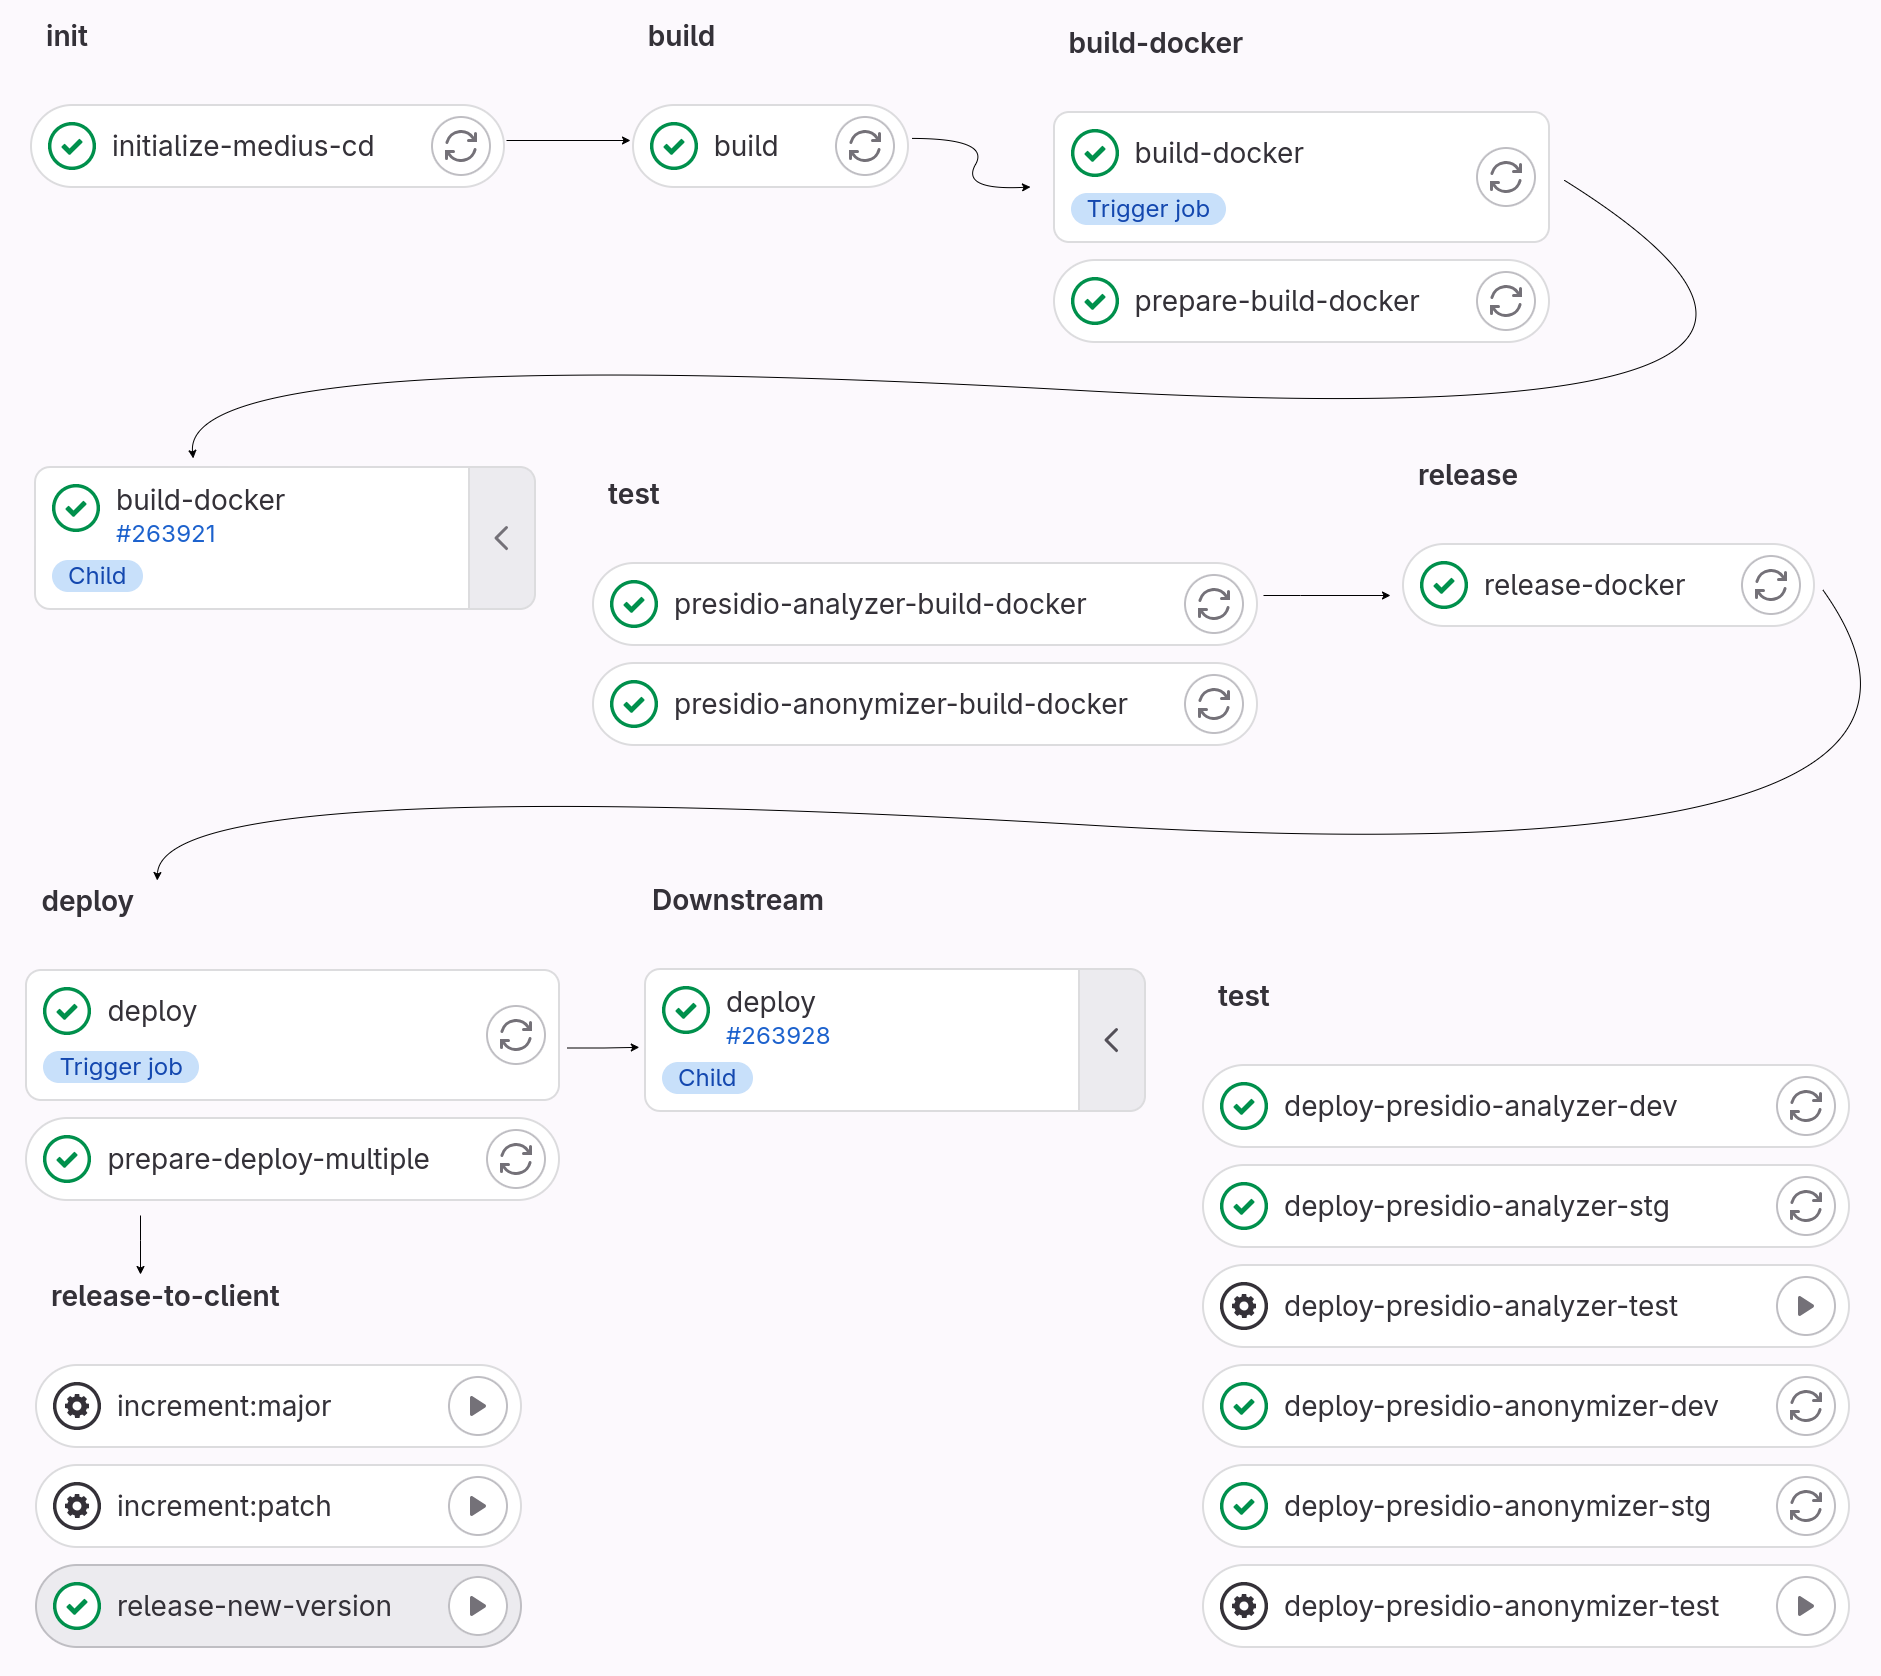 init
build
build-docker
initialize-medius-cd
build
build-docker
Trigger job
prepare-build-docker
build-docker
#263921
Child
test
presidio-analyzer-build-docker
presidio-anonymizer-build-docker
release
release-docker
deploy
deploy
Trigger job
prepare-deploy-multiple
Downstream
deploy
#263928
Child
test
deploy-presidio-analyzer-dev
deploy-presidio-analyzer-stg
deploy-presidio-analyzer-test
deploy-presidio-anonymizer-dev
deploy-presidio-anonymizer-stg
deploy-presidio-anonymizer-test
release-to-client
increment:major
increment:patch
release-new-version